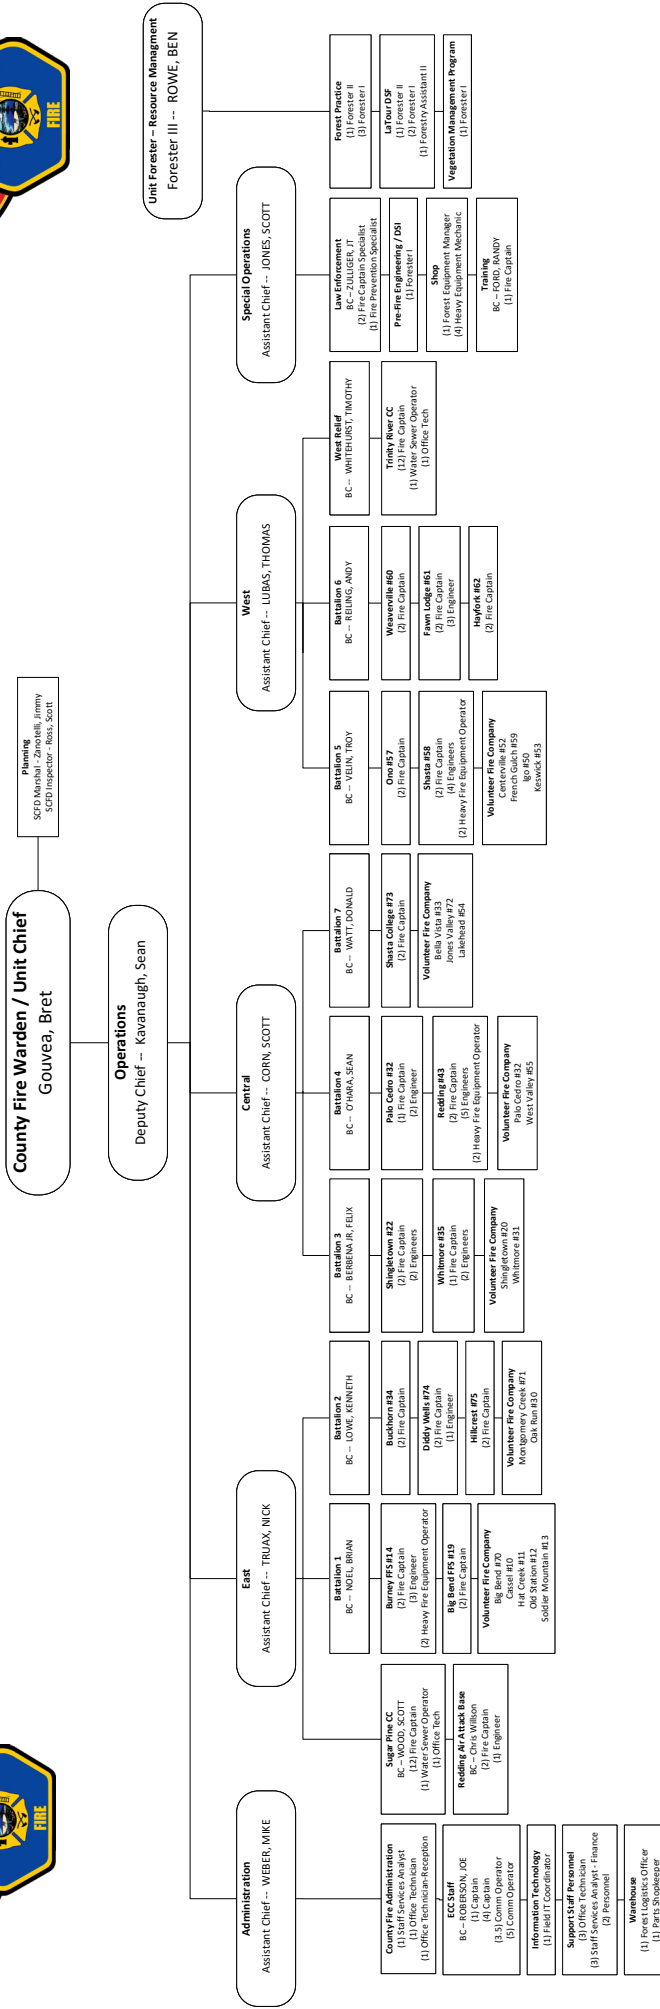 FIRE
FIRE
County Fire Warden / Unit Chief
Gouvea, Bret
Planning
SCFD Marshal - Zanotelli, Jimmy
SCFD Inspector - Ross, Scott
Operations
Deputy Chief -- Kavanaugh, Sean
Unit Forester – Resource Managment
Forester III -- ROWE, BEN
Administration
Assistant Chief -- WEBER, MIKE
East
Assistant Chief -- TRUAX, NICK
Central
Assistant Chief -- CORN, SCOTT
West
Assistant Chief -- LUBAS, THOMAS
Special Operations
Assistant Chief -- JONES, SCOTT
County Fire Administration
(1) Staff Services Analyst
(1) Office Technician
(1) Office Technician-Reception
ECC Staff
BC – ROBERSON, JOE
(1) Captain
(4) Captain
(3.5) Comm Operator
(5) Comm Operator
Information Technology
(1) Field IT Coordinator
Support Staff Personnel
(3) Office Technician
(3) Staff Services Analyst - Finance
(2) Personnel
Warehouse
(1) Forest Logistics Officer
(1) Parts Shopkeeper
Sugar Pine CC
BC – WOOD, SCOTT
(12) Fire Captain
(1) Water Sewer Operator
(1) Office Tech
Redding Air Attack Base
BC – Chris Willson
(2) Fire Captain
(1) Engineer
Battalion 1
BC -- NOEL, BRIAN
Burney FFS #14
(2) Fire Captain
(3) Engineer
(2) Heavy Fire Equipment Operator
Big Bend FFS #19
(2) Fire Captain
Volunteer Fire Company
Big Bend #70
Cassel #10
Hat Creek #11
Old Station #12
Soldier Mountain #13
Battalion 2
BC -- LOWE, KENNETH
Buckhorn #34
(2) Fire Captain
Diddy Wells #74
(2) Fire Captain
(1) Engineer
Hillcrest #75
(2) Fire Captain
Volunteer Fire Company
Montgomery Creek #71
Oak Run #30
Battalion 3
BC -- BERBENA JR, FELIX
Shingletown #22
(2) Fire Captain
(2) Engineers
Whitmore #35
(1) Fire Captain
(2) Engineers
Volunteer Fire Company
Shingletown #20
Whitmore #31
Battalion 4
BC -- O'HARA, SEAN
Palo Cedro #32
(1) Fire Captain
(2) Engineer
Redding #43
(2) Fire Captain
(5) Engineers
(2) Heavy Fire Equipment Operator
Volunteer Fire Company
Palo Cedro #32
West Valley #55
Battalion 7
BC -- WATT, DONALD
Shasta College #73
(2) Fire Captain
Volunteer Fire Company
Bella Vista #33
Jones Valley #72
Lakehead #54
Battalion 5
BC -- VELIN, TROY
Ono #57
(2) Fire Captain
Shasta #58
(2) Fire Captain
(4) Engineers
(2) Heavy Fire Equipment Operator
Volunteer Fire Company
Centerville #52
French Gulch #59
Igo #50
Keswick #53
Battalion 6
BC -- REILING, ANDY
Weaverville #60
(2) Fire Captain
Fawn Lodge #61
(2) Fire Captain
(3) Engineer
Hayfork #62
(2) Fire Captain
West Relief
BC -- WHITEHURST, TIMOTHY
Trinity River CC
(12) Fire Captain
(1) Water Sewer Operator
(1) Office Tech
Law Enforcement
BC – ZULLIGER, JT
(2) Fire Captain Specialist
(1) Fire Prevention Specialist
Pre-Fire Engineering / DSI
(1) Forester I
Shop
(1) Forest Equipment Manager
(4) Heavy Equipment Mechanic
Training
BC – FORD, RANDY
(1) Fire Captain
Forest Practice
(1) Forester II
(3) Forester I
LaTour DSF
(1) Forester II
(2) Forester I
(1) Forestry Assistant II
Vegetation Management Program
(1) Forester I